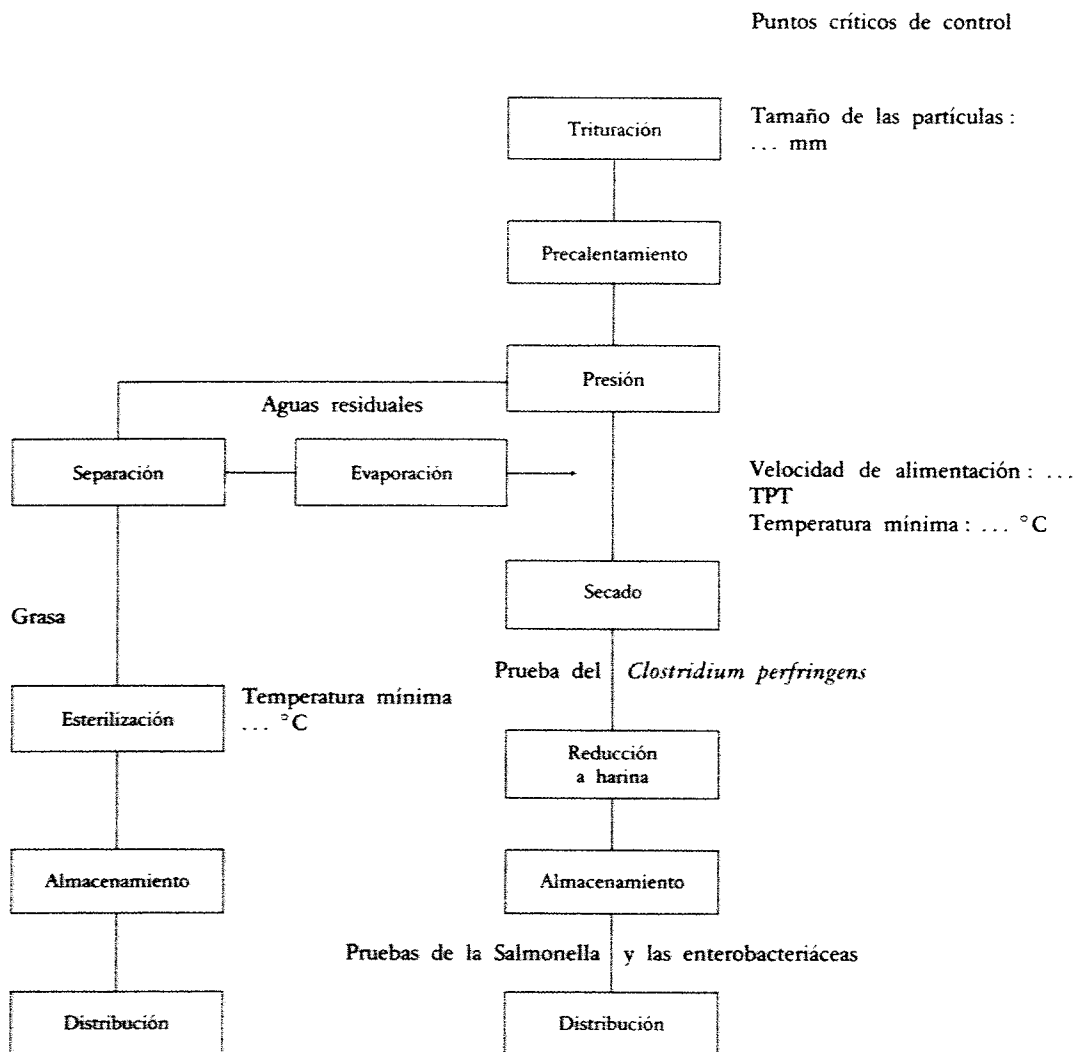 Puntos críticos de control
Trituración
Tamaño de las partículas :
... mm
Precalentamiento
Presión
Aguas residuales
Separación
Evaporación
Velocidad de alimentación : ...
TPT
Temperatura mínima : ... °C
Secado
Grasa
Prueba del Clostridium perfringens
Esterilización
Temperatura mínima
... °C
Reducción
a harina
Almacenamiento
Almacenamiento
Pruebas de la Salmonella y las enterobacteriáceas
Distribución
Distribución